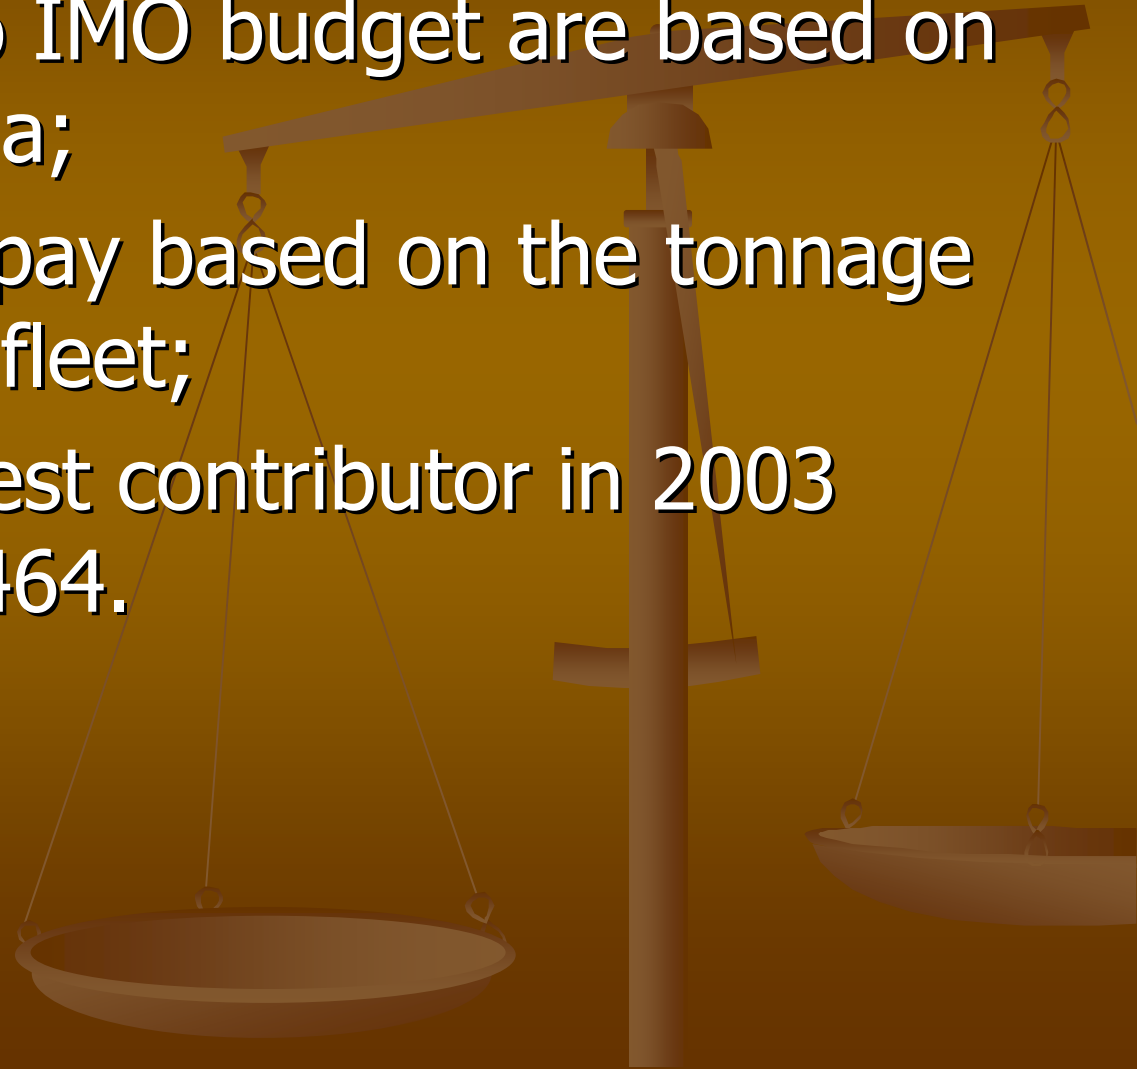 IMO budget are based on
a;
pay based on the tonnage
fleet;
est contributor in 2003
464.